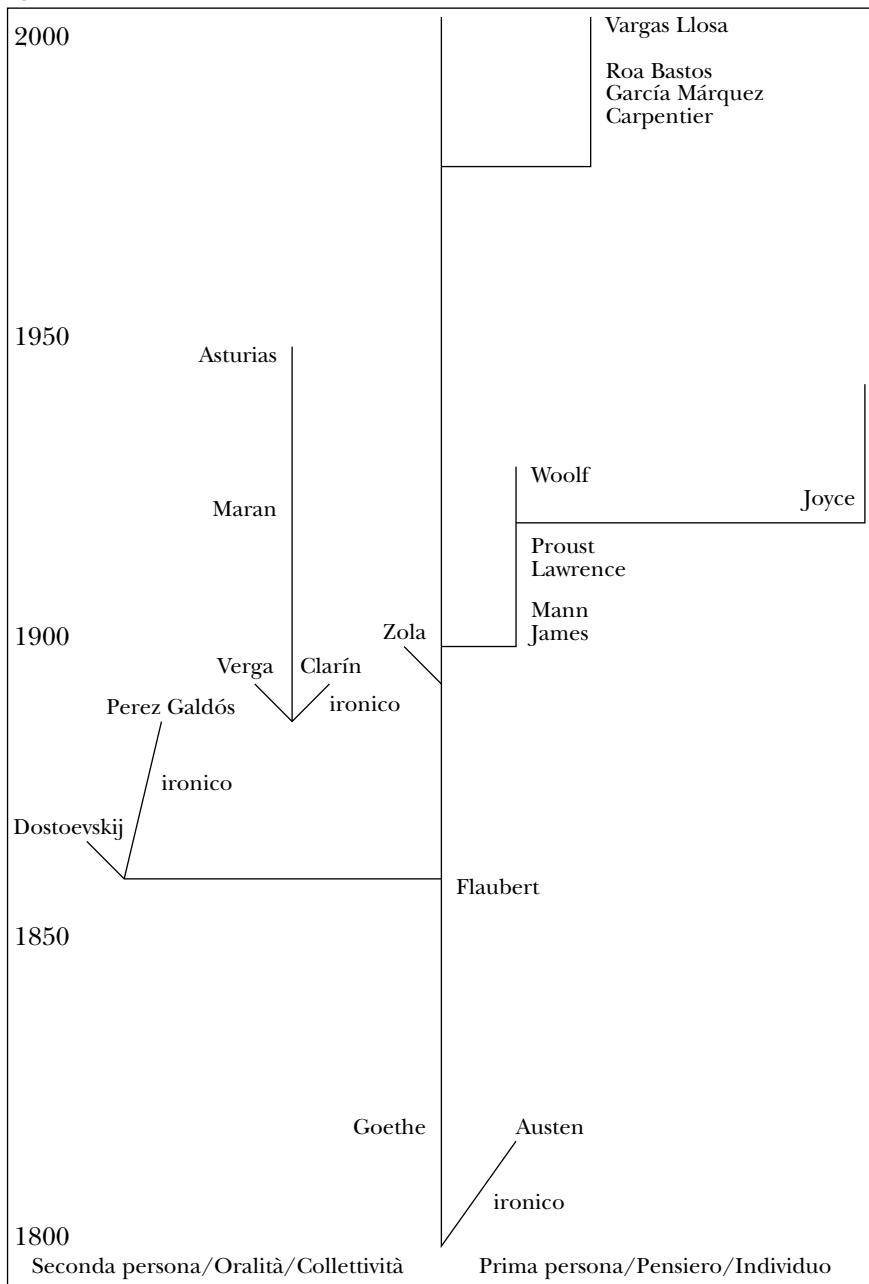 2000
Vargas Llosa
Roa Bastos
García Márquez
Carpentier
1950
Asturias
Woolf
Maran
Joyce
Proust
Lawrence
1900
Zola
Mann
James
Verga
Clarín
Perez Galdós
ironico
ironico
Dostoevskij
Flaubert
1850
Goethe
Austen
ironico
1800
Seconda persona/Oralità/Collettività
Prima persona/Pensiero/Individuo